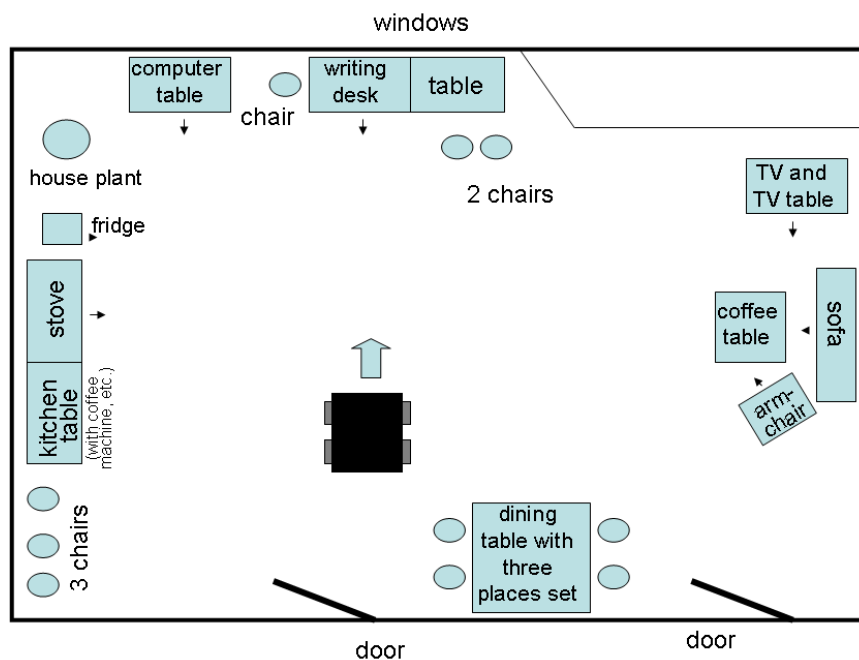 windows
computer
table
chair
writing
desk
table
house plant
2 chairs
TV and
TV table
fridge
stove
coffee
table
sofa
kitchen
table
(with coffee
machine, etc.)
arm-
chair
3 chairs
dining
table with
three
places set
door
door